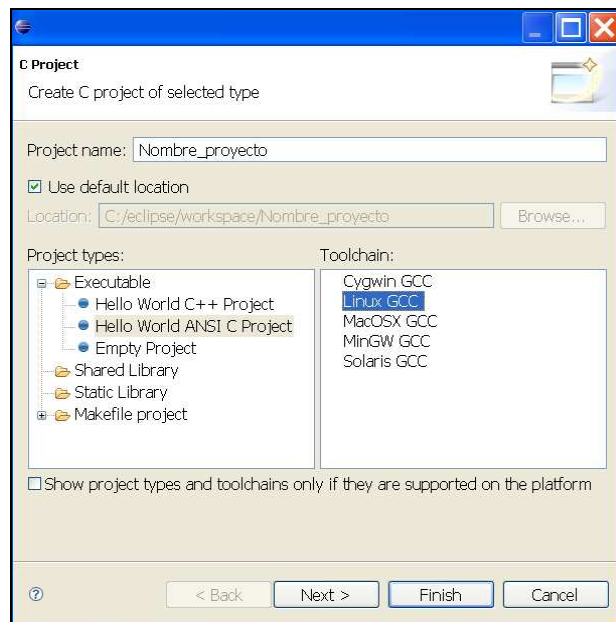 C Project
Create C project of selected type
Project name: Nombre_proyecto
Use default location
Location: C:/eclipse/workspace/Nombre_proyecto Browse...
Project types:
Executable
Hello World C++ Project
Hello World ANSI C Project
Empty Project
Shared Library
Static Library
Makefile project
Toolchain:
Cygwin GCC
Linux GCC
MacOSX GCC
MinGW GCC
Solaris GCC
Show project types and toolchains only if they are supported on the platform
? < Back Next > Finish Cancel